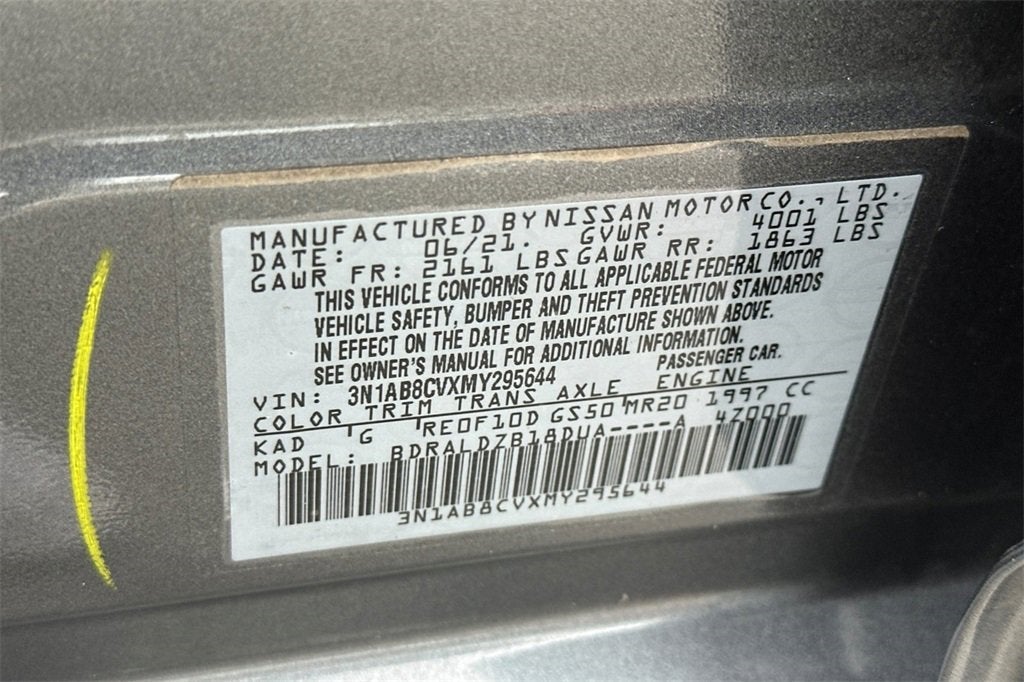 MANUFACTURED BY NISSAN MOTOR CO., LTD.
DATE: 06/21. GVWR: 4001 LBS
GAWR FR: 2161 LBS GAWR RR: 1863 LBS
THIS VEHICLE CONFORMS TO ALL APPLICABLE FEDERAL MOTOR
VEHICLE SAFETY, BUMPER AND THEFT PREVENTION STANDARDS
IN EFFECT ON THE DATE OF MANUFACTURE SHOWN ABOVE.
SEE OWNER'S MANUAL FOR ADDITIONAL INFORMATION.
VIN: 3N1AB8CVXMY295644 PASSENGER CAR.
COLOR TRIM TRANS AXLE ENGINE
KAD G RE0F10D GS50 MR20 1997 CC
MODEL: BDRALDZB18DUA----A 4Z000
3N1AB8CVXMY295644